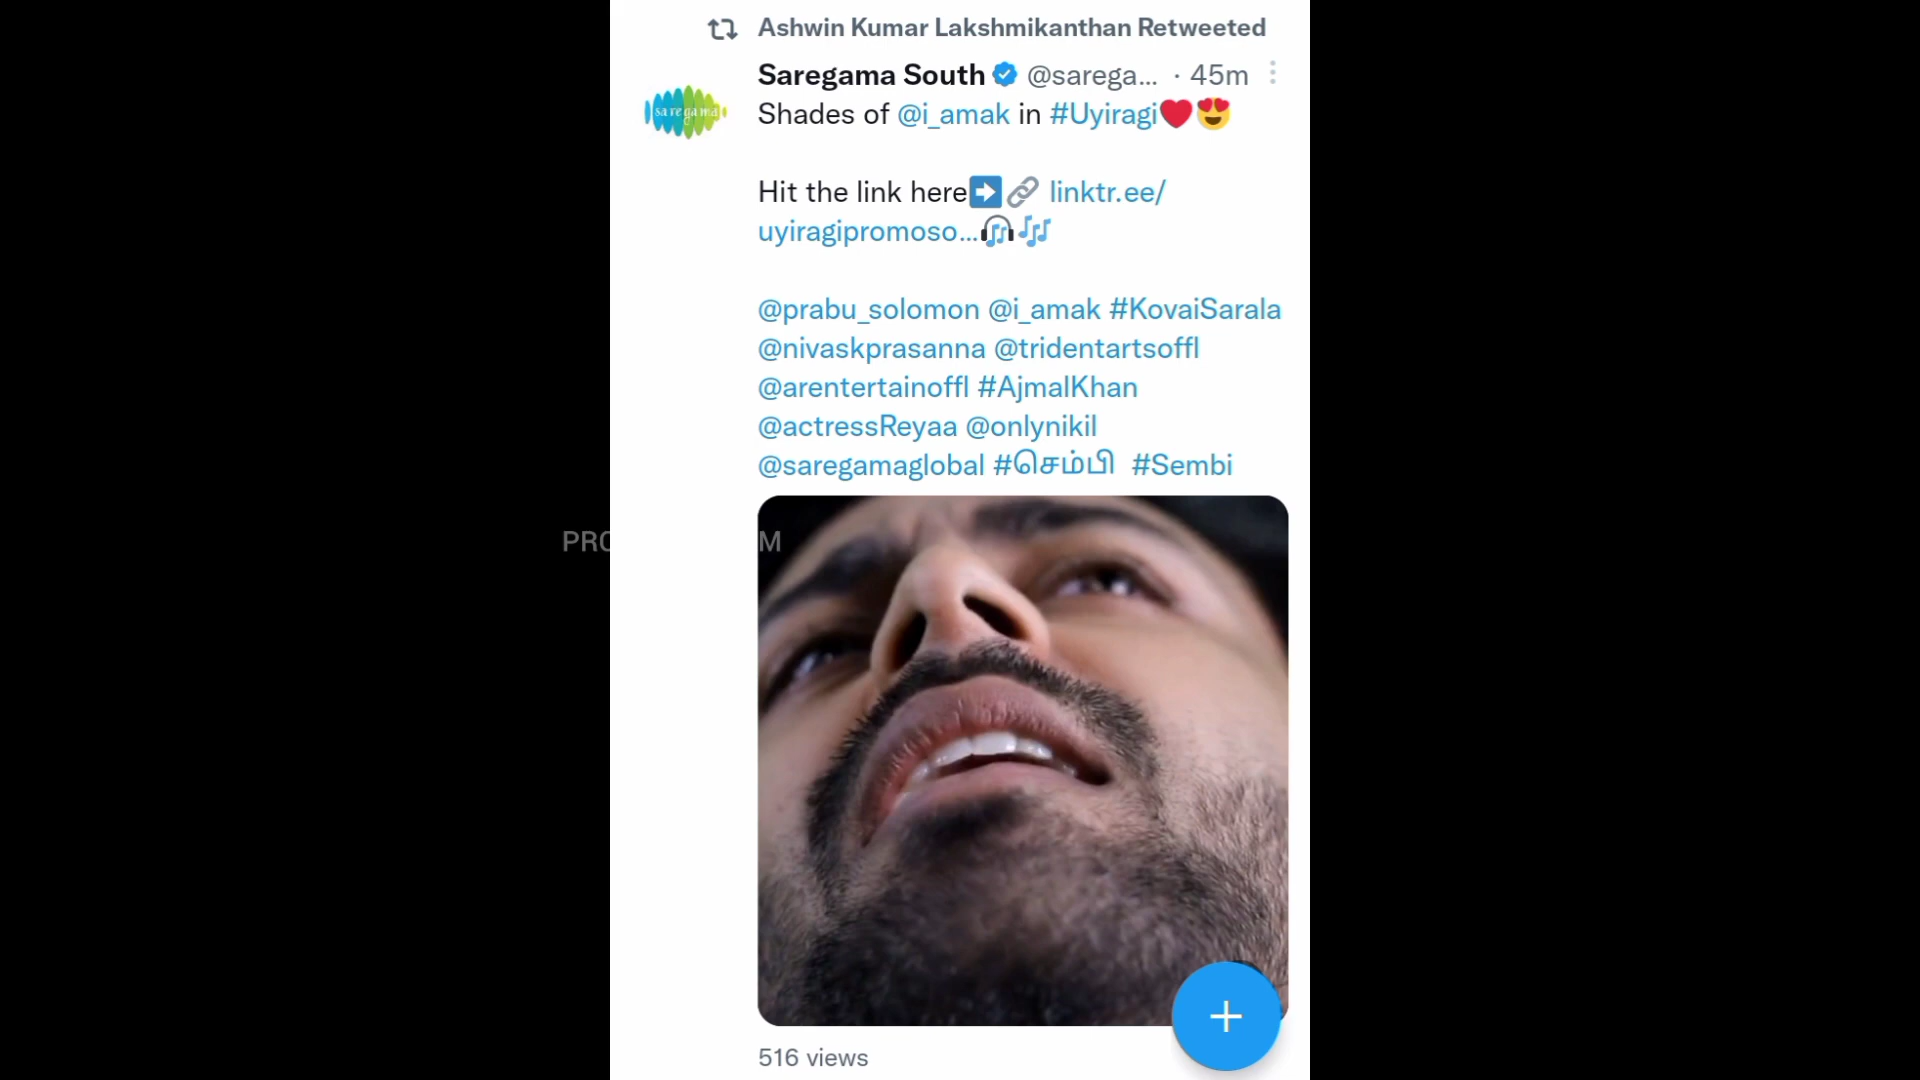 Ashwin Kumar Lakshmikanthan Retweeted
Saregama South @sarega... · 45m
saregama
Shades of @i_amak in #Uyiragi❤️😍
Hit the link here➡️🔗 linktr.ee/
uyiragipromoso...🎧🎶
@prabu_solomon @i_amak #KovaiSarala
@nivaskprasanna @tridentartsoffl
@arentertainoffl #AjmalKhan
@actressReyaa @onlynikil
@saregamaglobal #செம்பி #Sembi
516 views